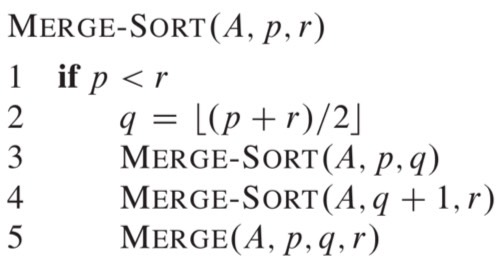 MERGE-SORT(A, p, r)
1 if p < r
2 q = ⌊(p + r)/2⌋
3 MERGE-SORT(A, p, q)
4 MERGE-SORT(A, q + 1, r)
5 MERGE(A, p, q, r)